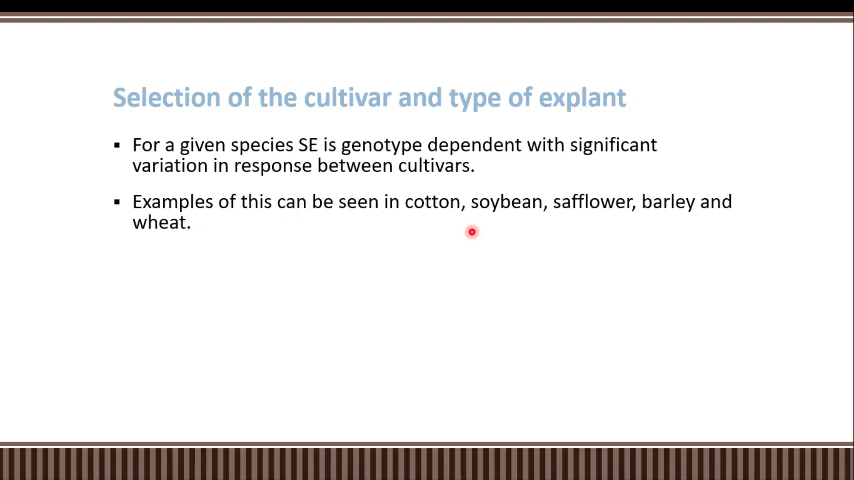 Selection of the cultivar and type of explant
▪ For a given species SE is genotype dependent with significant
variation in response between cultivars.
▪ Examples of this can be seen in cotton, soybean, safflower, barley and
wheat.